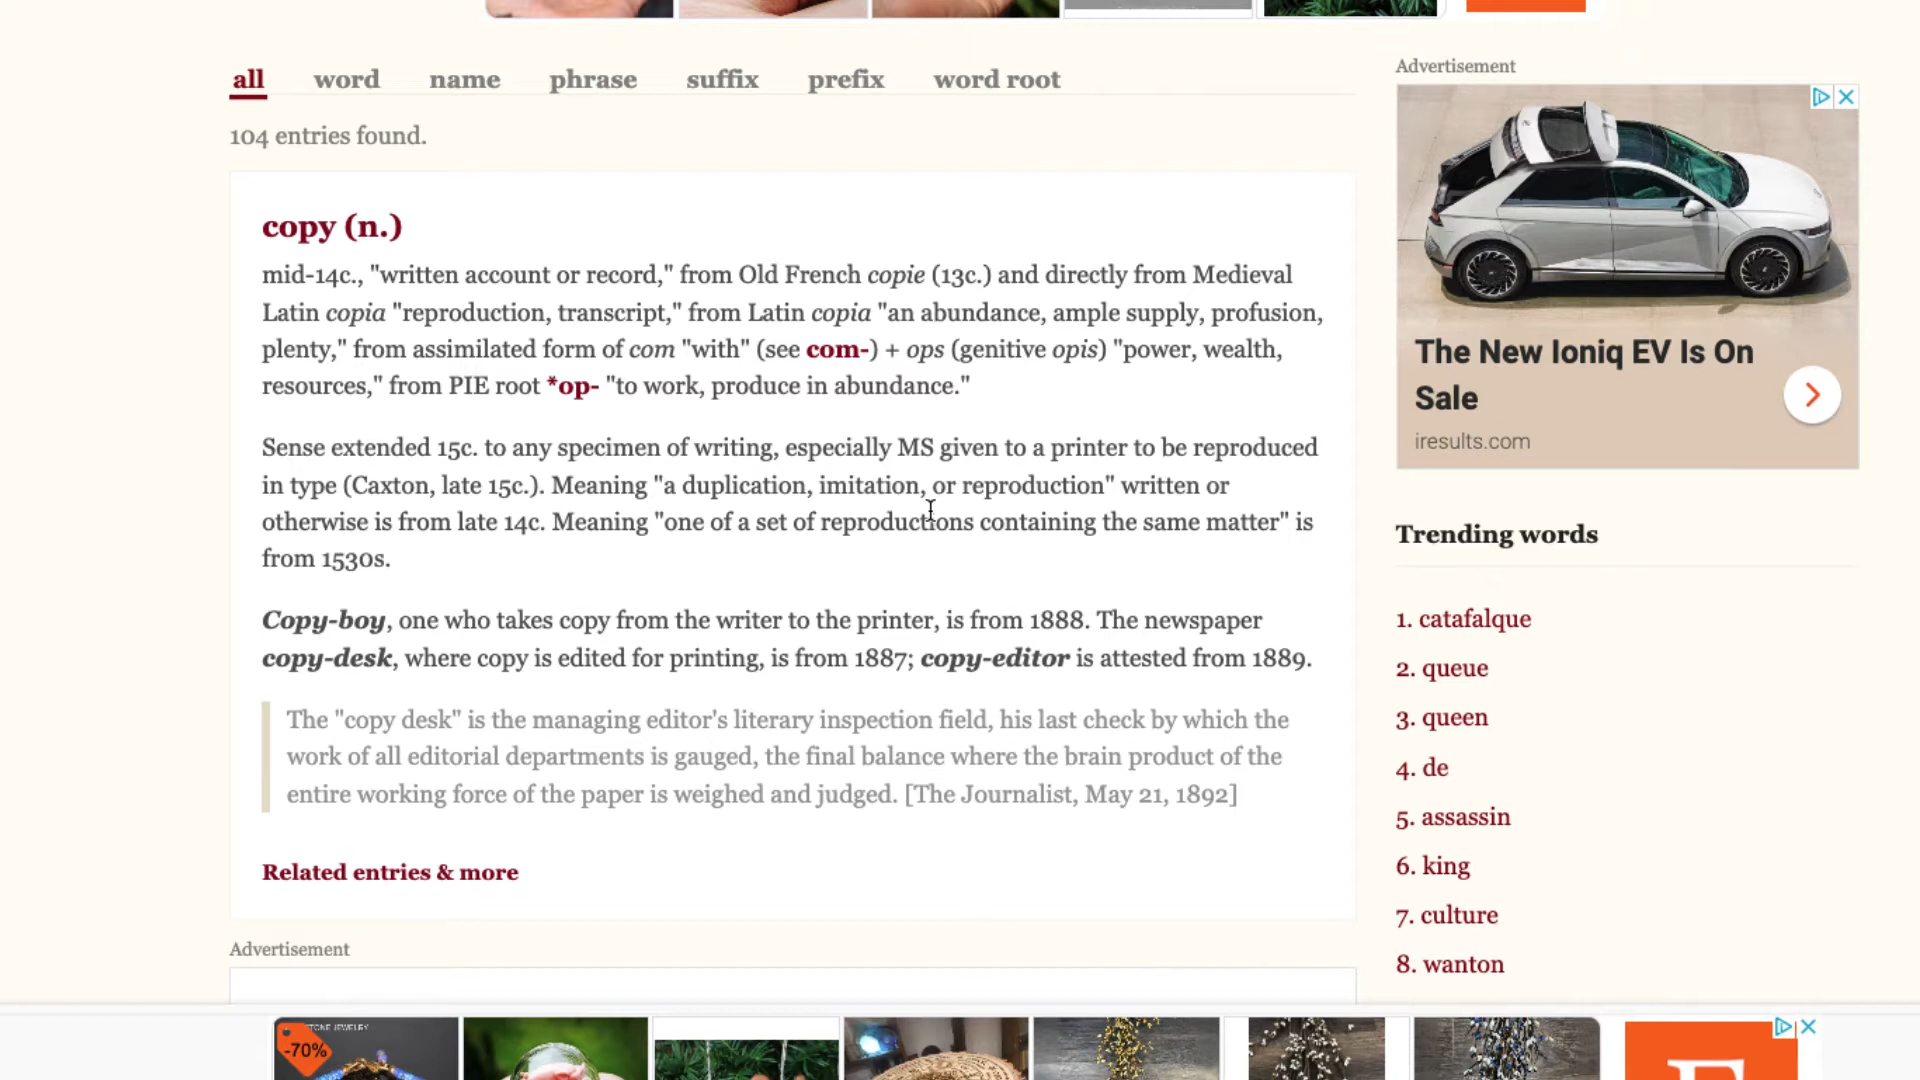 all word name phrase suffix prefix word root
104 entries found.
copy (n.)
mid-14c., "written account or record," from Old French copie (13c.) and directly from Medieval
Latin copia "reproduction, transcript," from Latin copia "an abundance, ample supply, profusion,
plenty," from assimilated form of com "with" (see com-) + ops (genitive opis) "power, wealth,
resources," from PIE root *op- "to work, produce in abundance."
Sense extended 15c. to any specimen of writing, especially MS given to a printer to be reproduced
in type (Caxton, late 15c.). Meaning "a duplication, imitation, or reproduction" written or
otherwise is from late 14c. Meaning "one of a set of reproductions containing the same matter" is
from 1530s.
Copy-boy, one who takes copy from the writer to the printer, is from 1888. The newspaper
copy-desk, where copy is edited for printing, is from 1887; copy-editor is attested from 1889.
The "copy desk" is the managing editor's literary inspection field, his last check by which the
work of all editorial departments is gauged, the final balance where the brain product of the
entire working force of the paper is weighed and judged. [The Journalist, May 21, 1892]
Related entries & more
Advertisement
Advertisement
The New Ioniq EV Is On
Sale
iresults.com
Trending words
1. catafalque
2. queue
3. queen
4. de
5. assassin
6. king
7. culture
8. wanton
JEWELRY
-70%
E